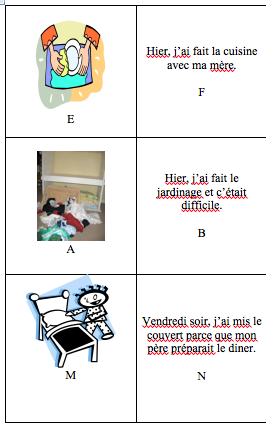 Hier, j'ai fait la cuisine
avec ma mère.
E
F
Hier, j'ai fait le
jardinage et c'était
difficile.
A
B
Vendredi soir, j'ai mis le
couvert parce que mon
père préparait le diner.
M
N